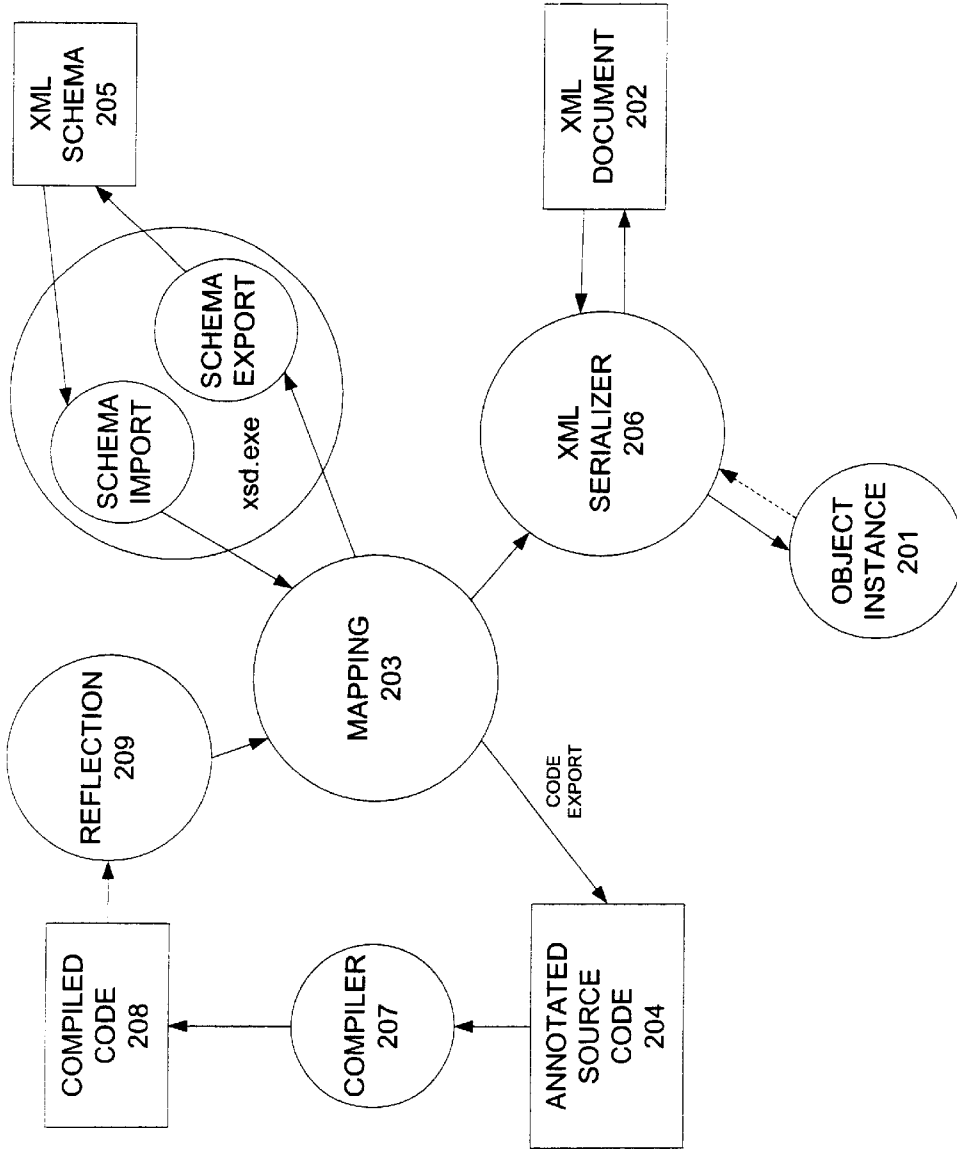 COMPILED
CODE
208
REFLECTION
209
SCHEMA
IMPORT
SCHEMA
EXPORT
xsd.exe
XML
SCHEMA
205
COMPILER
207
MAPPING
203
CODE
EXPORT
ANNOTATED
SOURCE
CODE
204
XML
SERIALIZER
206
XML
DOCUMENT
202
OBJECT
INSTANCE
201